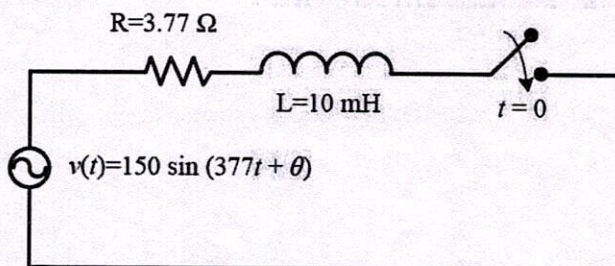 R=3.77 Ω
L=10 mH
t = 0
v(t)=150 sin (377t + θ)